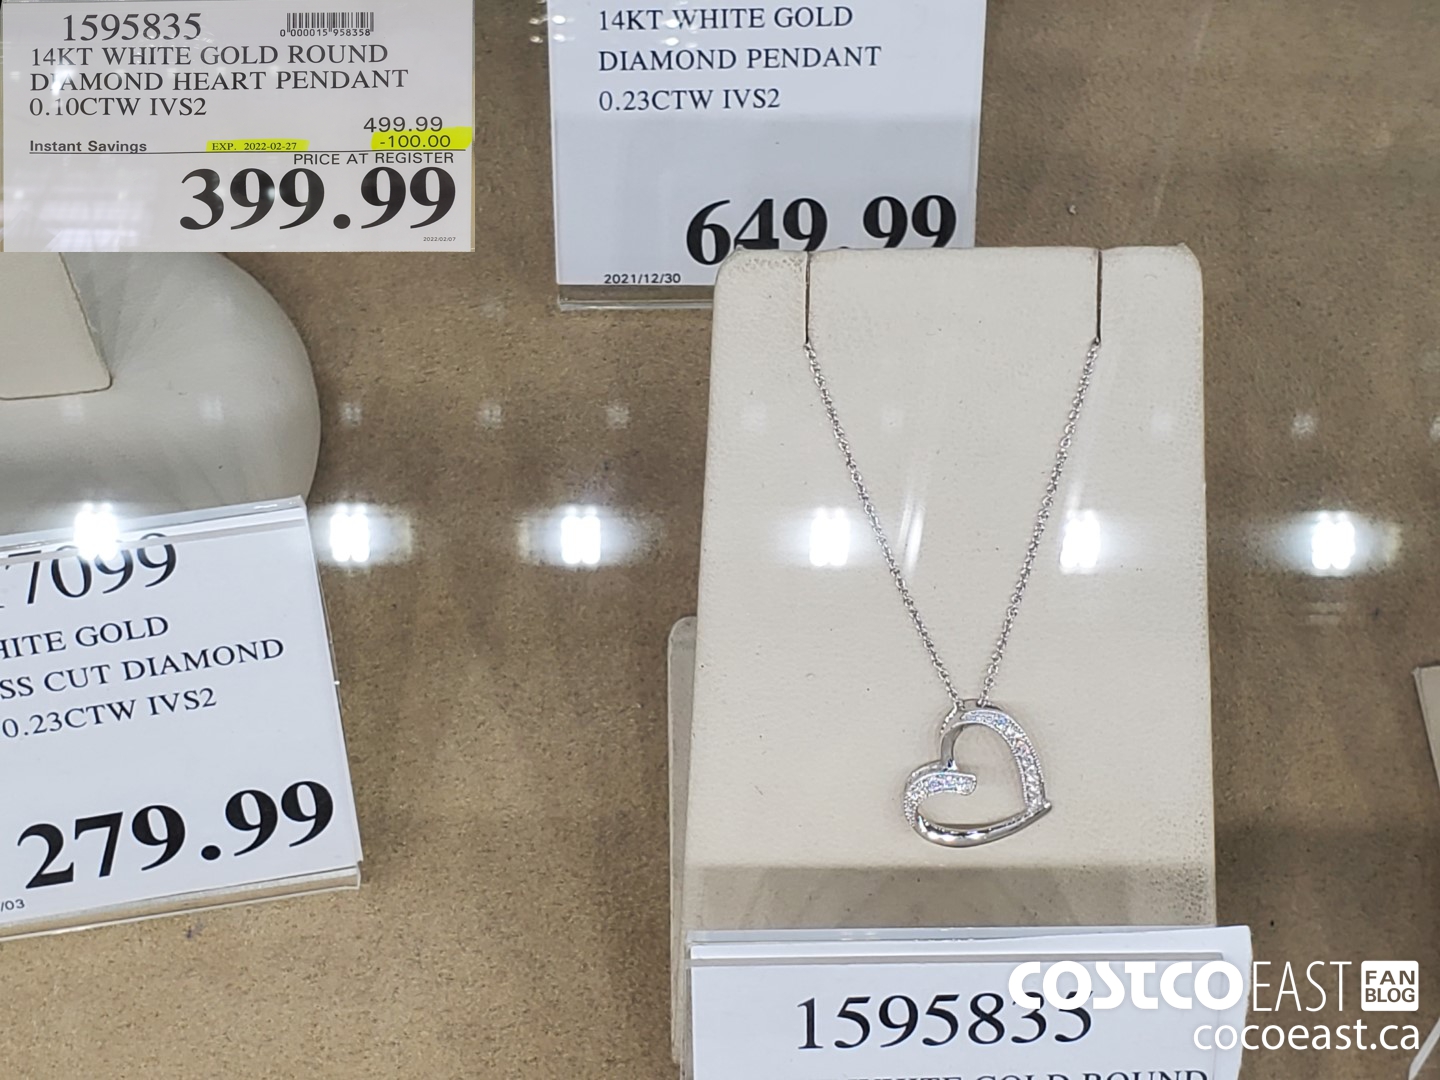 1595835
0 000015 958358
14KT WHITE GOLD ROUND
DIAMOND HEART PENDANT
0.10CTW IVS2
499.99
Instant Savings EXP. 2022-02-27 -100.00
PRICE AT REGISTER
399.99
2022/02/07
14KT WHITE GOLD
DIAMOND PENDANT
0.23CTW IVS2
649.99
2021/12/30
7099
HITE GOLD
SS CUT DIAMOND
0.23CTW IVS2
279.99
/03
1595835
WHITE GOLD ROUND
COSTCO EAST FAN BLOG
cocoeast.ca